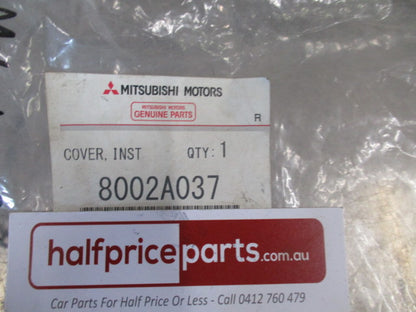 MITSUBISHI MOTORS
MITSUBISHI MOTORS
GENUINE PARTS
R
COVER, INST QTY: 1
8002A037
halfpriceparts.com.au
Car Parts For Half Price Or Less - Call 0412 760 479